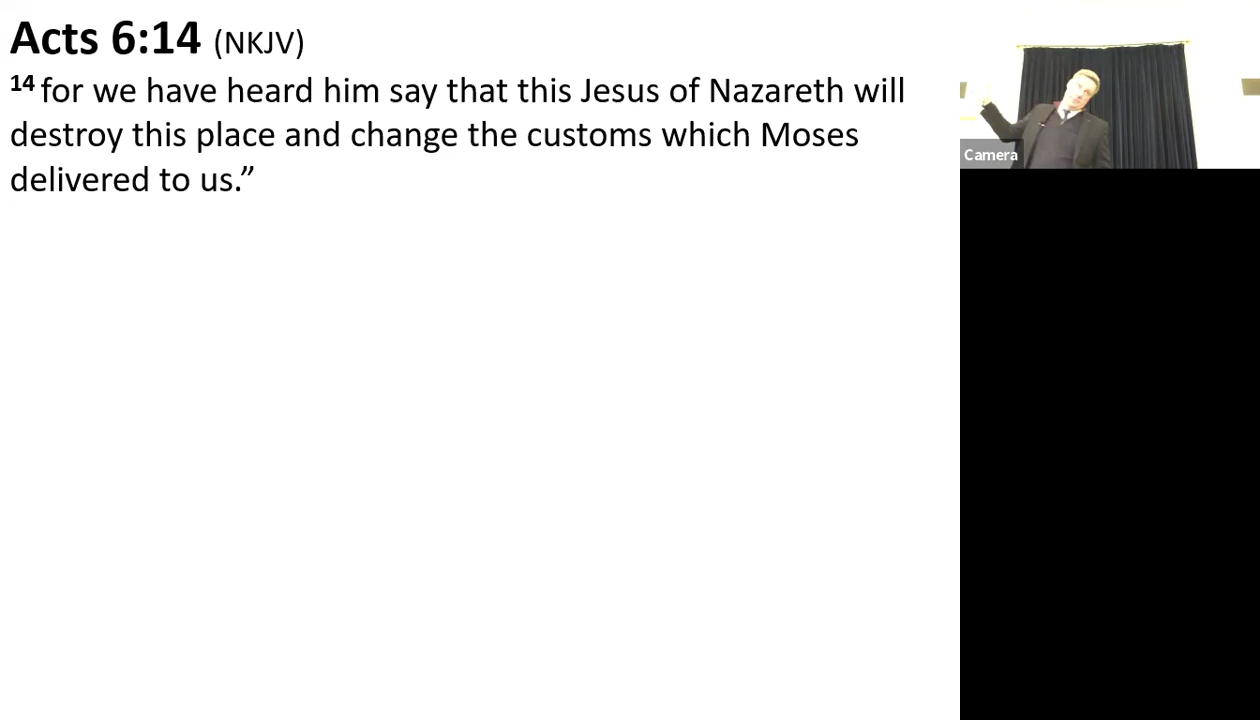 Acts 6:14 (NKJV)
14 for we have heard him say that this Jesus of Nazareth will
destroy this place and change the customs which Moses
delivered to us.”
Camera